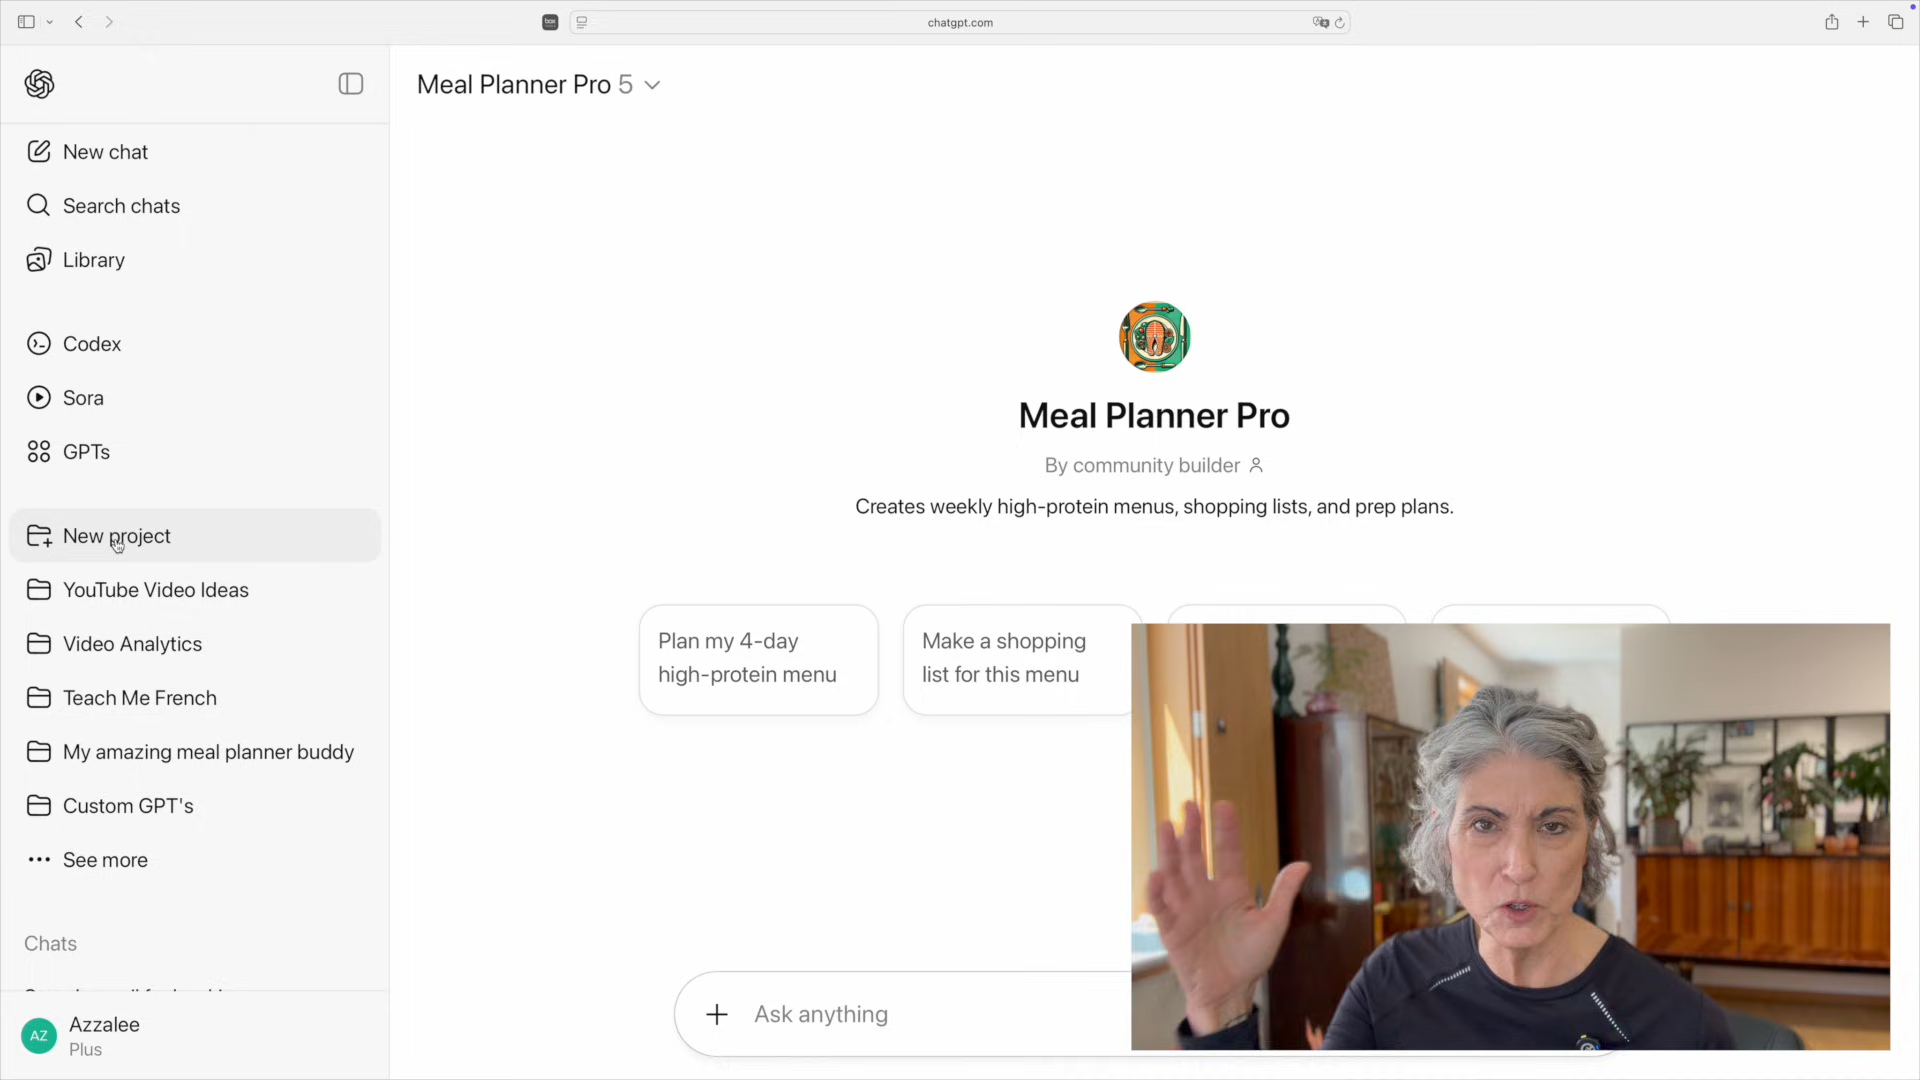 box
chatgpt.com
Meal Planner Pro 5
New chat
Search chats
Library
Codex
Sora
GPTs
New project
YouTube Video Ideas
Video Analytics
Teach Me French
My amazing meal planner buddy
Custom GPT's
See more
Chats
AZ
Azzalee
Plus
Meal Planner Pro
By community builder
Creates weekly high-protein menus, shopping lists, and prep plans.
Plan my 4-day
high-protein menu
Make a shopping
list for this menu
Ask anything